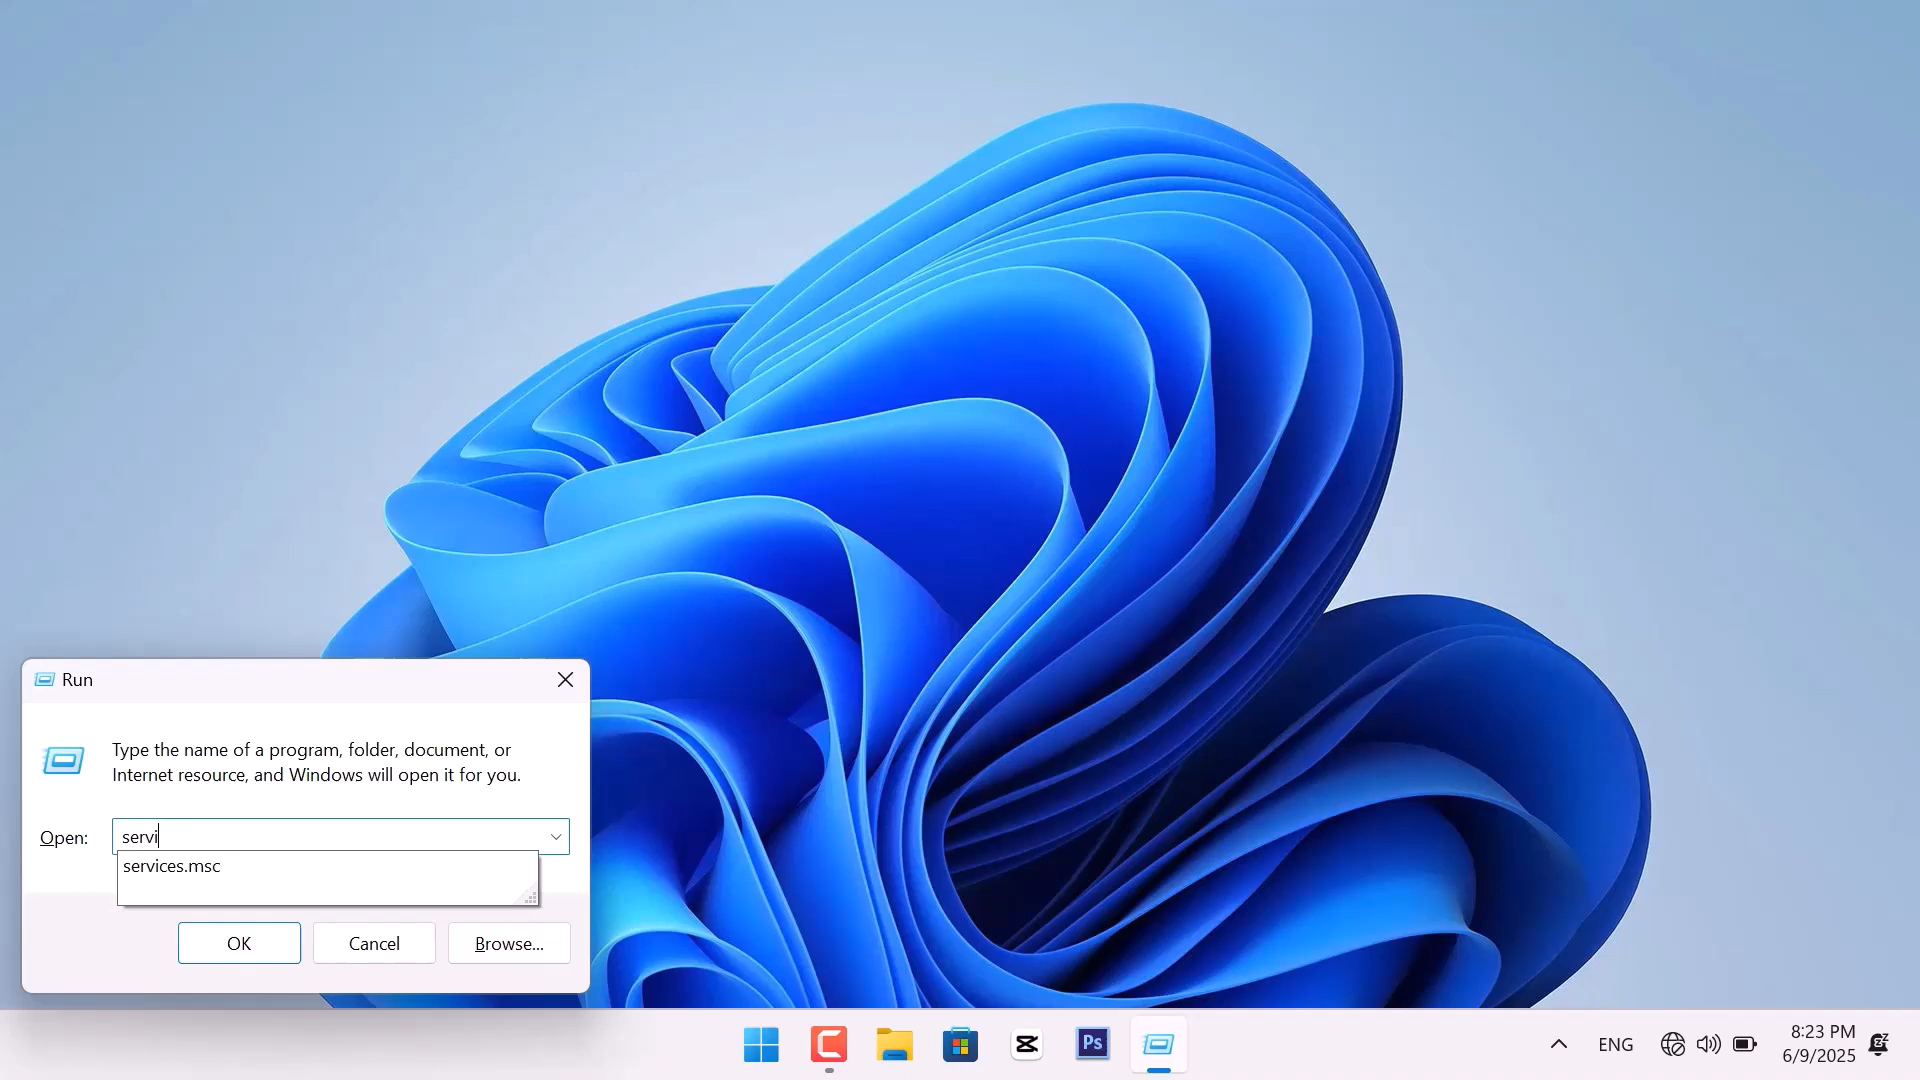 Run
Type the name of a program, folder, document, or
Internet resource, and Windows will open it for you.
Open:
servi
services.msc
OK
Cancel
Browse...
Ps
ENG
8:23 PM
6/9/2025